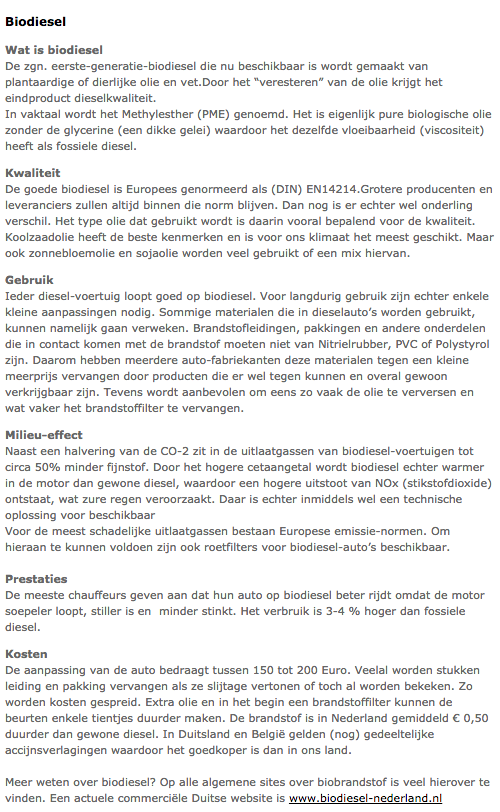 Biodiesel
Wat is biodiesel
De zgn. eerste-generatie-biodiesel die nu beschikbaar is wordt gemaakt van
plantaardige of dierlijke olie en vet.Door het “veresteren” van de olie krijgt het
eindproduct dieselkwaliteit.
In vaktaal wordt het Methylesther (PME) genoemd. Het is eigenlijk pure biologische olie
zonder de glycerine (een dikke gelei) waardoor het dezelfde vloeibaarheid (viscositeit)
heeft als fossiele diesel.
Kwaliteit
De goede biodiesel is Europees genormeerd als (DIN) EN14214.Grotere producenten en
leveranciers zullen altijd binnen die norm blijven. Dan nog is er echter wel onderling
verschil. Het type olie dat gebruikt wordt is daarin vooral bepalend voor de kwaliteit.
Koolzaadolie heeft de beste kenmerken en is voor ons klimaat het meest geschikt. Maar
ook zonnebloemolie en sojaolie worden veel gebruikt of een mix hiervan.
Gebruik
Ieder diesel-voertuig loopt goed op biodiesel. Voor langdurig gebruik zijn echter enkele
kleine aanpassingen nodig. Sommige materialen die in dieselauto’s worden gebruikt,
kunnen namelijk gaan verweken. Brandstofleidingen, pakkingen en andere onderdelen
die in contact komen met de brandstof moeten niet van Nitrielrubber, PVC of Polystyrol
zijn. Daarom hebben meerdere auto-fabriekanten deze materialen tegen een kleine
meerprijs vervangen door producten die er wel tegen kunnen en overal gewoon
verkrijgbaar zijn. Tevens wordt aanbevolen om eens zo vaak de olie te verversen en
wat vaker het brandstoffilter te vervangen.
Milieu-effect
Naast een halvering van de CO-2 zit in de uitlaatgassen van biodiesel-voertuigen tot
circa 50% minder fijnstof. Door het hogere cetaangetal wordt biodiesel echter warmer
in de motor dan gewone diesel, waardoor een hogere uitstoot van NOx (stikstofdioxide)
ontstaat, wat zure regen veroorzaakt. Daar is echter inmiddels wel een technische
oplossing voor beschikbaar
Voor de meest schadelijke uitlaatgassen bestaan Europese emissie-normen. Om
hieraan te kunnen voldoen zijn ook roetfilters voor biodiesel-auto’s beschikbaar.
Prestaties
De meeste chauffeurs geven aan dat hun auto op biodiesel beter rijdt omdat de motor
soepeler loopt, stiller is en  minder stinkt. Het verbruik is 3-4 % hoger dan fossiele
diesel.
Kosten
De aanpassing van de auto bedraagt tussen 150 tot 200 Euro. Veelal worden stukken
leiding en pakking vervangen als ze slijtage vertonen of toch al worden bekeken. Zo
worden kosten gespreid. Extra olie en in het begin een brandstoffilter kunnen de
beurten enkele tientjes duurder maken. De brandstof is in Nederland gemiddeld € 0,50
duurder dan gewone diesel. In Duitsland en België gelden (nog) gedeeltelijke
accijnsverlagingen waardoor het goedkoper is dan in ons land.
Meer weten over biodiesel? Op alle algemene sites over biobrandstof is veel hierover te
vinden. Een actuele commerciële Duitse website is www.biodiesel-nederland.nl